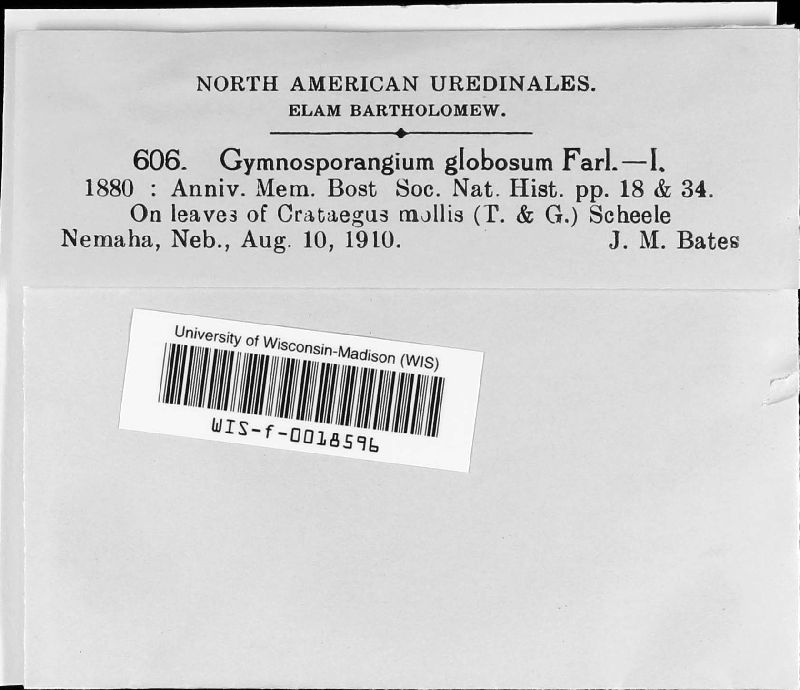 NORTH AMERICAN UREDINALES.
ELAM BARTHOLOMEW.
606. Gymnosporangium globosum Farl.—I.
1880 : Anniv. Mem. Bost Soc. Nat. Hist. pp. 18 & 34.
On leaves of Crataegus mollis (T. & G.) Scheele
Nemaha, Neb., Aug. 10, 1910. J. M. Bates
University of Wisconsin-Madison (WIS)
WIS-f-0018596